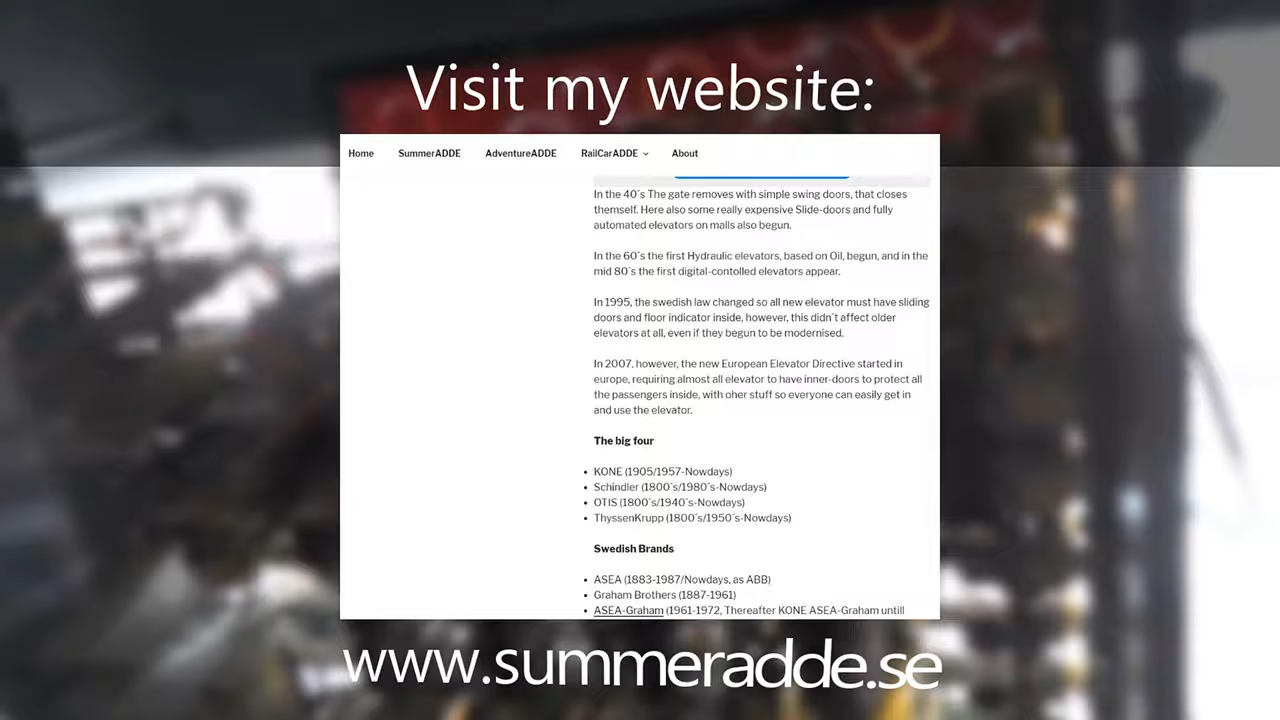 Visit my website:
Home SummerADDE AdventureADDE RailCarADDE About
In the 40´s The gate removes with simple swing doors, that closes
themself. Here also some really expensive Slide-doors and fully
automated elevators on malls also begun.
In the 60´s the first Hydraulic elevators, based on Oil, begun, and in the
mid 80´s the first digital-contolled elevators appear.
In 1995, the swedish law changed so all new elevator must have sliding
doors and floor indicator inside, however, this didn´t affect older
elevators at all, even if they begun to be modernised.
In 2007, however, the new European Elevator Directive started in
europe, requiring almost all elevator to have inner-doors to protect all
the passengers inside, with oher stuff so everyone can easily get in
and use the elevator.
The big four
• KONE (1905/1957-Nowdays)
• Schindler (1800´s/1980´s-Nowdays)
• OTIS (1800´s/1940´s-Nowdays)
• ThyssenKrupp (1800´s/1950´s-Nowdays)
Swedish Brands
• ASEA (1883-1987/Nowdays, as ABB)
• Graham Brothers (1887-1961)
• ASEA-Graham (1961-1972, Thereafter KONE ASEA-Graham untill
www.summeradde.se